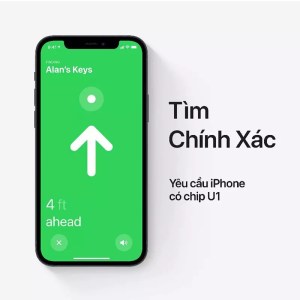 Alan's Keys
4 ft
ahead
Tìm
Chính Xác
Yêu cầu iPhone
có chip U1